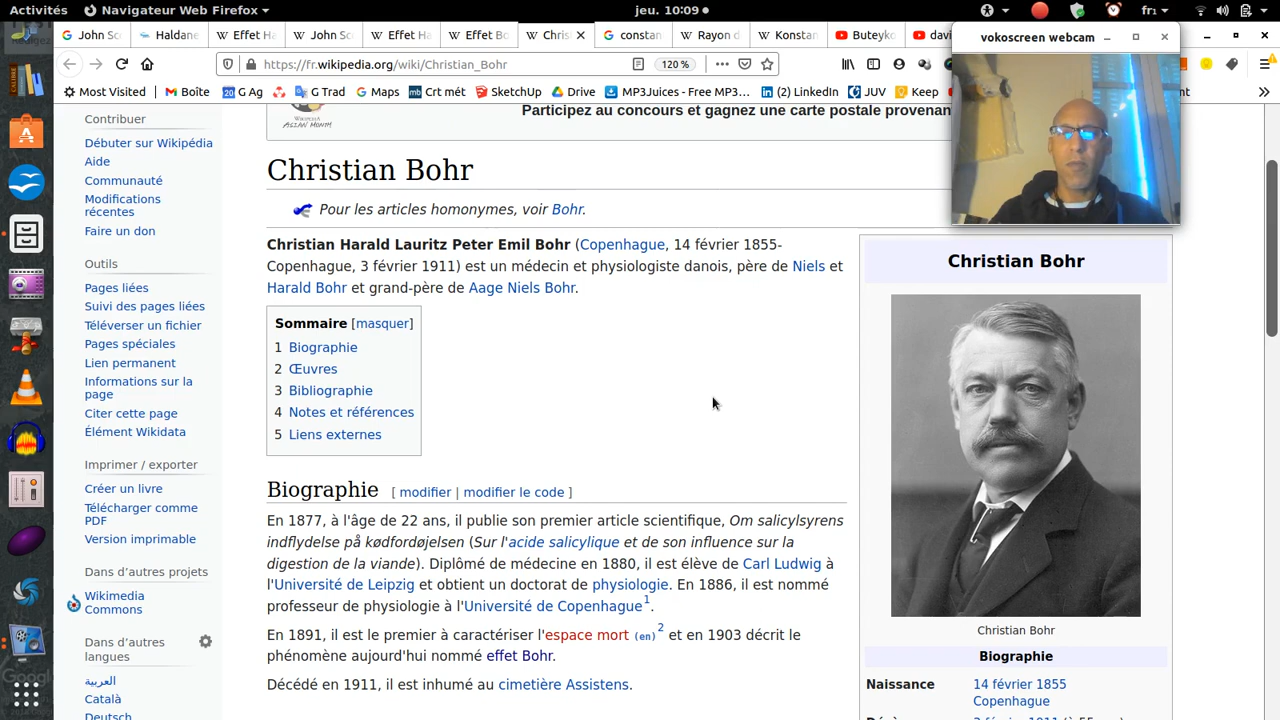 Activités
Navigateur Web Firefox
jeu. 10:09
fr1
John Sc
Haldane
Effet Ha
John Sc
Effet Ha
Effet Bo
Chris
constan
Rayon d
Konstan
Buteyko
davi
vokoscreen webcam
https://fr.wikipedia.org/wiki/Christian_Bohr
120 %
Most Visited
Boîte
G Ag
G Trad
Maps
Crt mét
SketchUp
Drive
MP3Juices - Free MP3…
(2) LinkedIn
JUV
Keep
Participez au concours et gagnez une carte postale provenan
WIKIPEDIA
ASIAN MONTH
Contribuer
Débuter sur Wikipédia
Aide
Communauté
Modifications
récentes
Faire un don
Outils
Pages liées
Suivi des pages liées
Téléverser un fichier
Pages spéciales
Lien permanent
Informations sur la
page
Citer cette page
Élément Wikidata
Imprimer / exporter
Créer un livre
Télécharger comme
PDF
Version imprimable
Dans d’autres projets
Wikimedia
Commons
Dans d’autres
langues
العربية
Català
Deutsch
Christian Bohr
Pour les articles homonymes, voir Bohr.
Christian Harald Lauritz Peter Emil Bohr (Copenhague, 14 février 1855-
Copenhague, 3 février 1911) est un médecin et physiologiste danois, père de Niels et
Harald Bohr et grand-père de Aage Niels Bohr.
Sommaire [masquer]
1 Biographie
2 Œuvres
3 Bibliographie
4 Notes et références
5 Liens externes
Biographie [ modifier | modifier le code ]
En 1877, à l'âge de 22 ans, il publie son premier article scientifique, Om salicylsyrens
indflydelse på kødfordøjelsen (Sur l'acide salicylique et de son influence sur la
digestion de la viande). Diplômé de médecine en 1880, il est élève de Carl Ludwig à
l'Université de Leipzig et obtient un doctorat de physiologie. En 1886, il est nommé
professeur de physiologie à l'Université de Copenhague1.
En 1891, il est le premier à caractériser l'espace mort (en)2 et en 1903 décrit le
phénomène aujourd'hui nommé effet Bohr.
Décédé en 1911, il est inhumé au cimetière Assistens.
Christian Bohr
Christian Bohr
Biographie
Naissance
14 février 1855
Copenhague